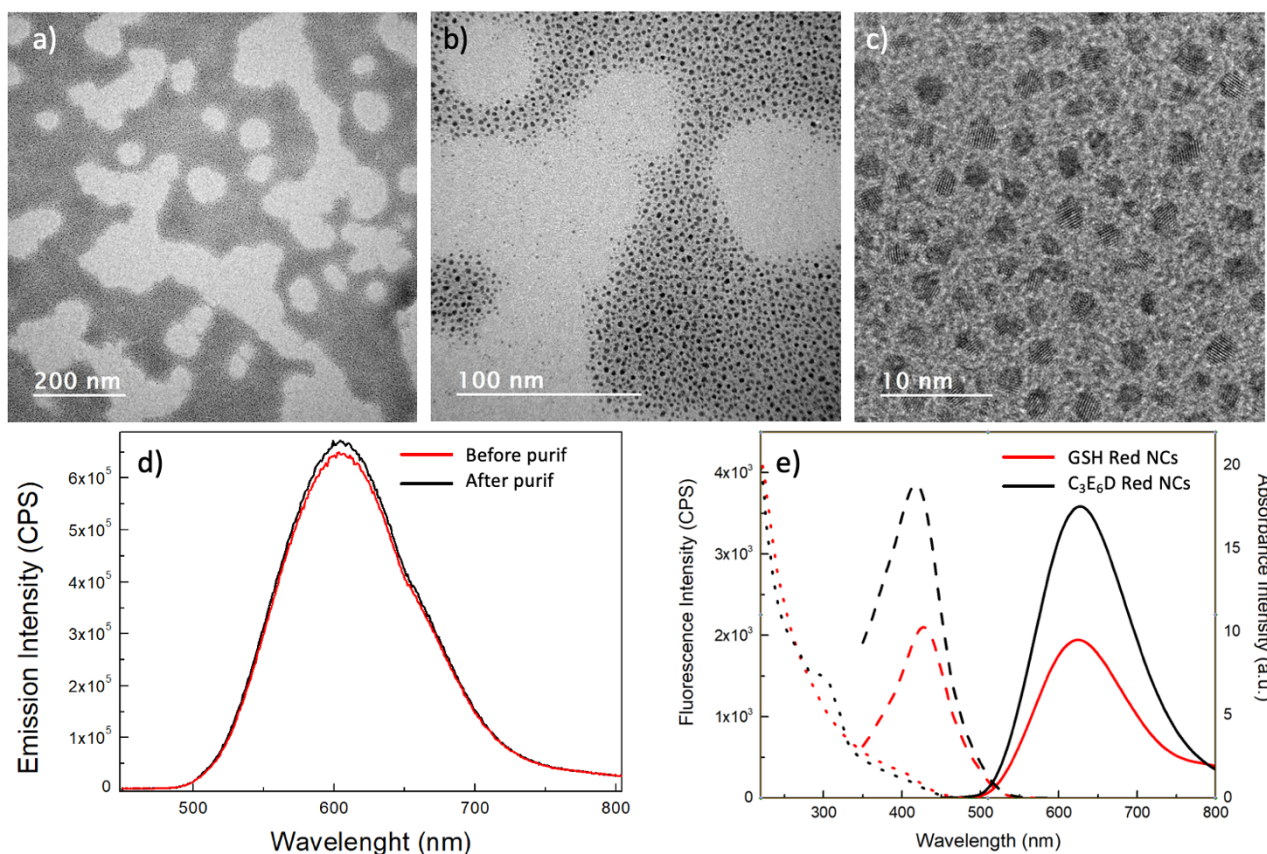 a)
200 nm
b)
100 nm
c)
10 nm
d)
Before purif
After purif
6x10⁵
5x10⁵
4x10⁵
3x10⁵
2x10⁵
1x10⁵
0
500
600
700
800
Emission Intensity (CPS)
Wavelenght (nm)
e)
GSH Red NCs
C₃E₆D Red NCs
4x10³
3x10³
2x10³
1x10³
0
300
400
500
600
700
800
20
15
10
5
0
Fluorescence Intensity (CPS)
Absorbance Intensity (a.u.)
Wavelength (nm)